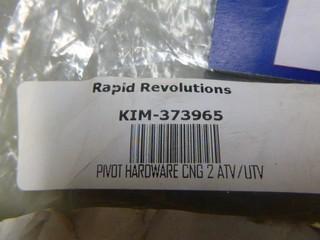 Rapid Revolutions
KIM-373965
PIVOT HARDWARE CNG 2 ATV/UTV